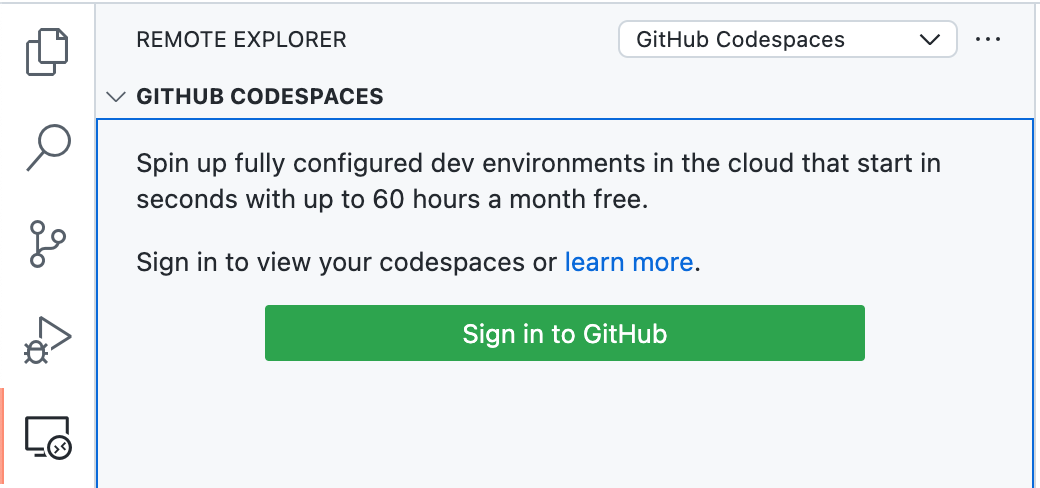 REMOTE EXPLORER
GitHub Codespaces
GITHUB CODESPACES
Spin up fully configured dev environments in the cloud that start in
seconds with up to 60 hours a month free.
Sign in to view your codespaces or learn more.
Sign in to GitHub